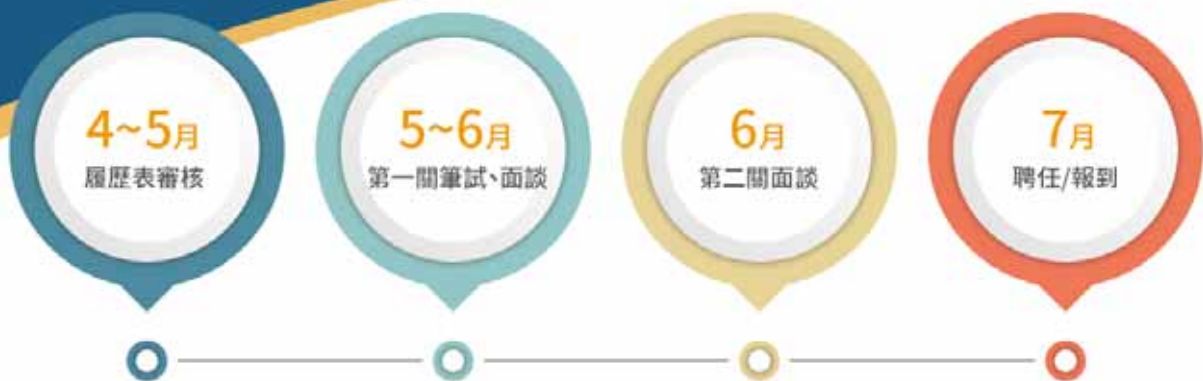 4~5月
履歷表審核
5~6月
第一關筆試、面談
6月
第二關面談
7月
聘任/報到